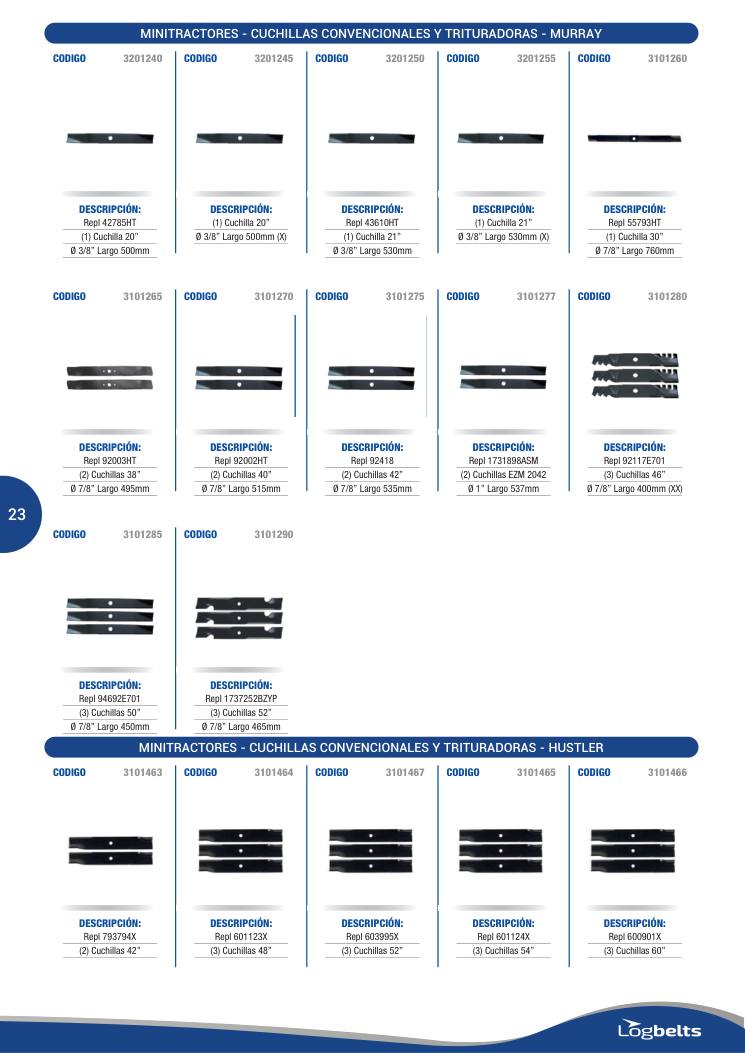 MINITRACTORES - CUCHILLAS CONVENCIONALES Y TRITURADORAS - MURRAY
CODIGO 3201240
DESCRIPCIÓN:
Repl 42785HT
(1) Cuchilla 20”
Ø 3/8” Largo 500mm
CODIGO 3201245
DESCRIPCIÓN:
(1) Cuchilla 20”
Ø 3/8” Largo 500mm (X)
CODIGO 3201250
DESCRIPCIÓN:
Repl 43610HT
(1) Cuchilla 21”
Ø 3/8” Largo 530mm
CODIGO 3201255
DESCRIPCIÓN:
(1) Cuchilla 21”
Ø 3/8” Largo 530mm (X)
CODIGO 3101260
DESCRIPCIÓN:
Repl 55793HT
(1) Cuchilla 30”
Ø 7/8” Largo 760mm
CODIGO 3101265
DESCRIPCIÓN:
Repl 92003HT
(2) Cuchillas 38”
Ø 7/8” Largo 495mm
CODIGO 3101270
DESCRIPCIÓN:
Repl 92002HT
(2) Cuchillas 40”
Ø 7/8” Largo 515mm
CODIGO 3101275
DESCRIPCIÓN:
Repl 92418
(2) Cuchillas 42”
Ø 7/8” Largo 535mm
CODIGO 3101277
DESCRIPCIÓN:
Repl 1731898ASM
(2) Cuchillas EZM 2042
Ø 1” Largo 537mm
CODIGO 3101280
DESCRIPCIÓN:
Repl 92117E701
(3) Cuchillas 46”
Ø 7/8” Largo 400mm (XX)
23
CODIGO 3101285
DESCRIPCIÓN:
Repl 94692E701
(3) Cuchillas 50”
Ø 7/8” Largo 450mm
CODIGO 3101290
DESCRIPCIÓN:
Repl 1737252BZYP
(3) Cuchillas 52”
Ø 7/8” Largo 465mm
MINITRACTORES - CUCHILLAS CONVENCIONALES Y TRITURADORAS - HUSTLER
CODIGO 3101463
DESCRIPCIÓN:
Repl 793794X
(2) Cuchillas 42”
CODIGO 3101464
DESCRIPCIÓN:
Repl 601123X
(3) Cuchillas 48”
CODIGO 3101467
DESCRIPCIÓN:
Repl 603995X
(3) Cuchillas 52”
CODIGO 3101465
DESCRIPCIÓN:
Repl 601124X
(3) Cuchillas 54”
CODIGO 3101466
DESCRIPCIÓN:
Repl 600901X
(3) Cuchillas 60”
Logbelts